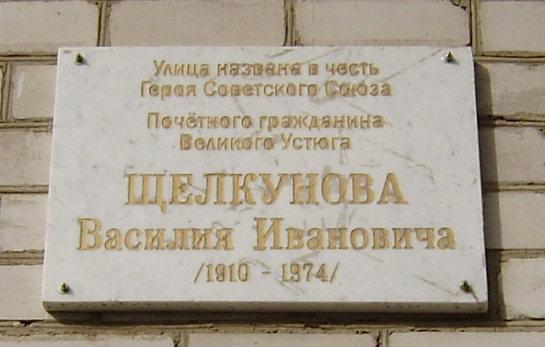 Улица названа в честь
Героя Советского Союза
Почётного гражданина
Великого Устюга
ЩЕЛКУНОВА
Василия Ивановича
/1910 - 1974/